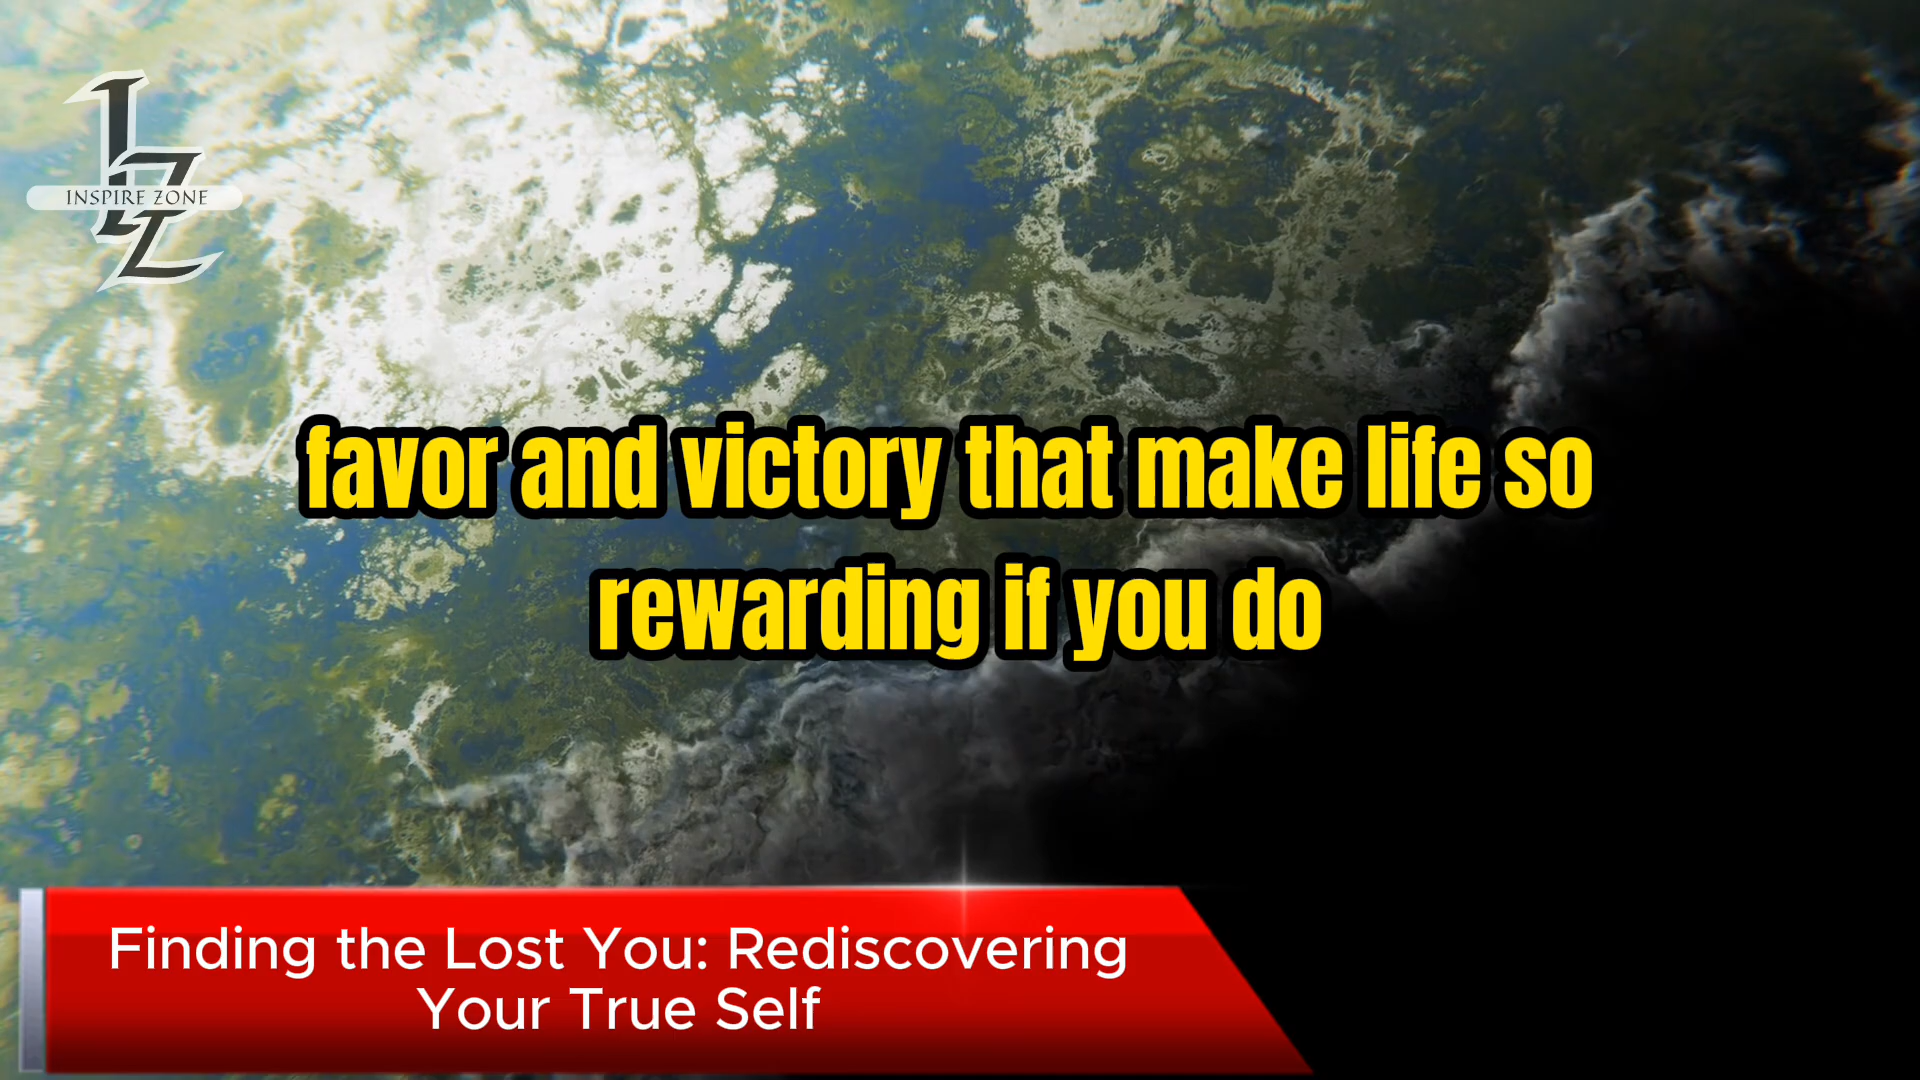 INSPIRE ZONE
favor and victory that make life so
rewarding if you do
Finding the Lost You: Rediscovering
Your True Self